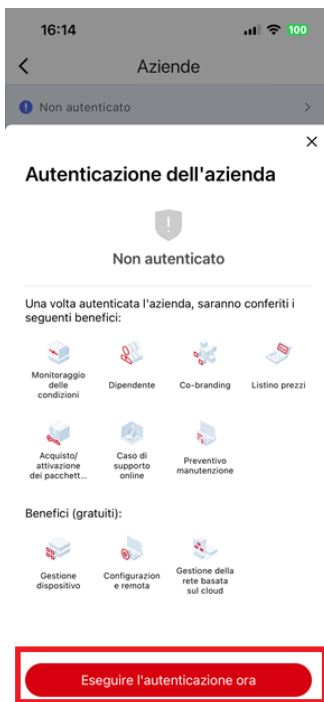 16:14
100
Aziende
Non autenticato
Autenticazione dell'azienda
Non autenticato
Una volta autenticata l'azienda, saranno conferiti i
seguenti benefici:
Monitoraggio
delle
condizioni
Dipendente
Co-branding
Listino prezzi
Acquisto/
attivazione
dei pacchett...
Caso di
supporto
online
Preventivo
manutenzione
Benefici (gratuiti):
Gestione
dispositivo
Configurazion
e remota
Gestione della
rete basata
sul cloud
Eseguire l'autenticazione ora